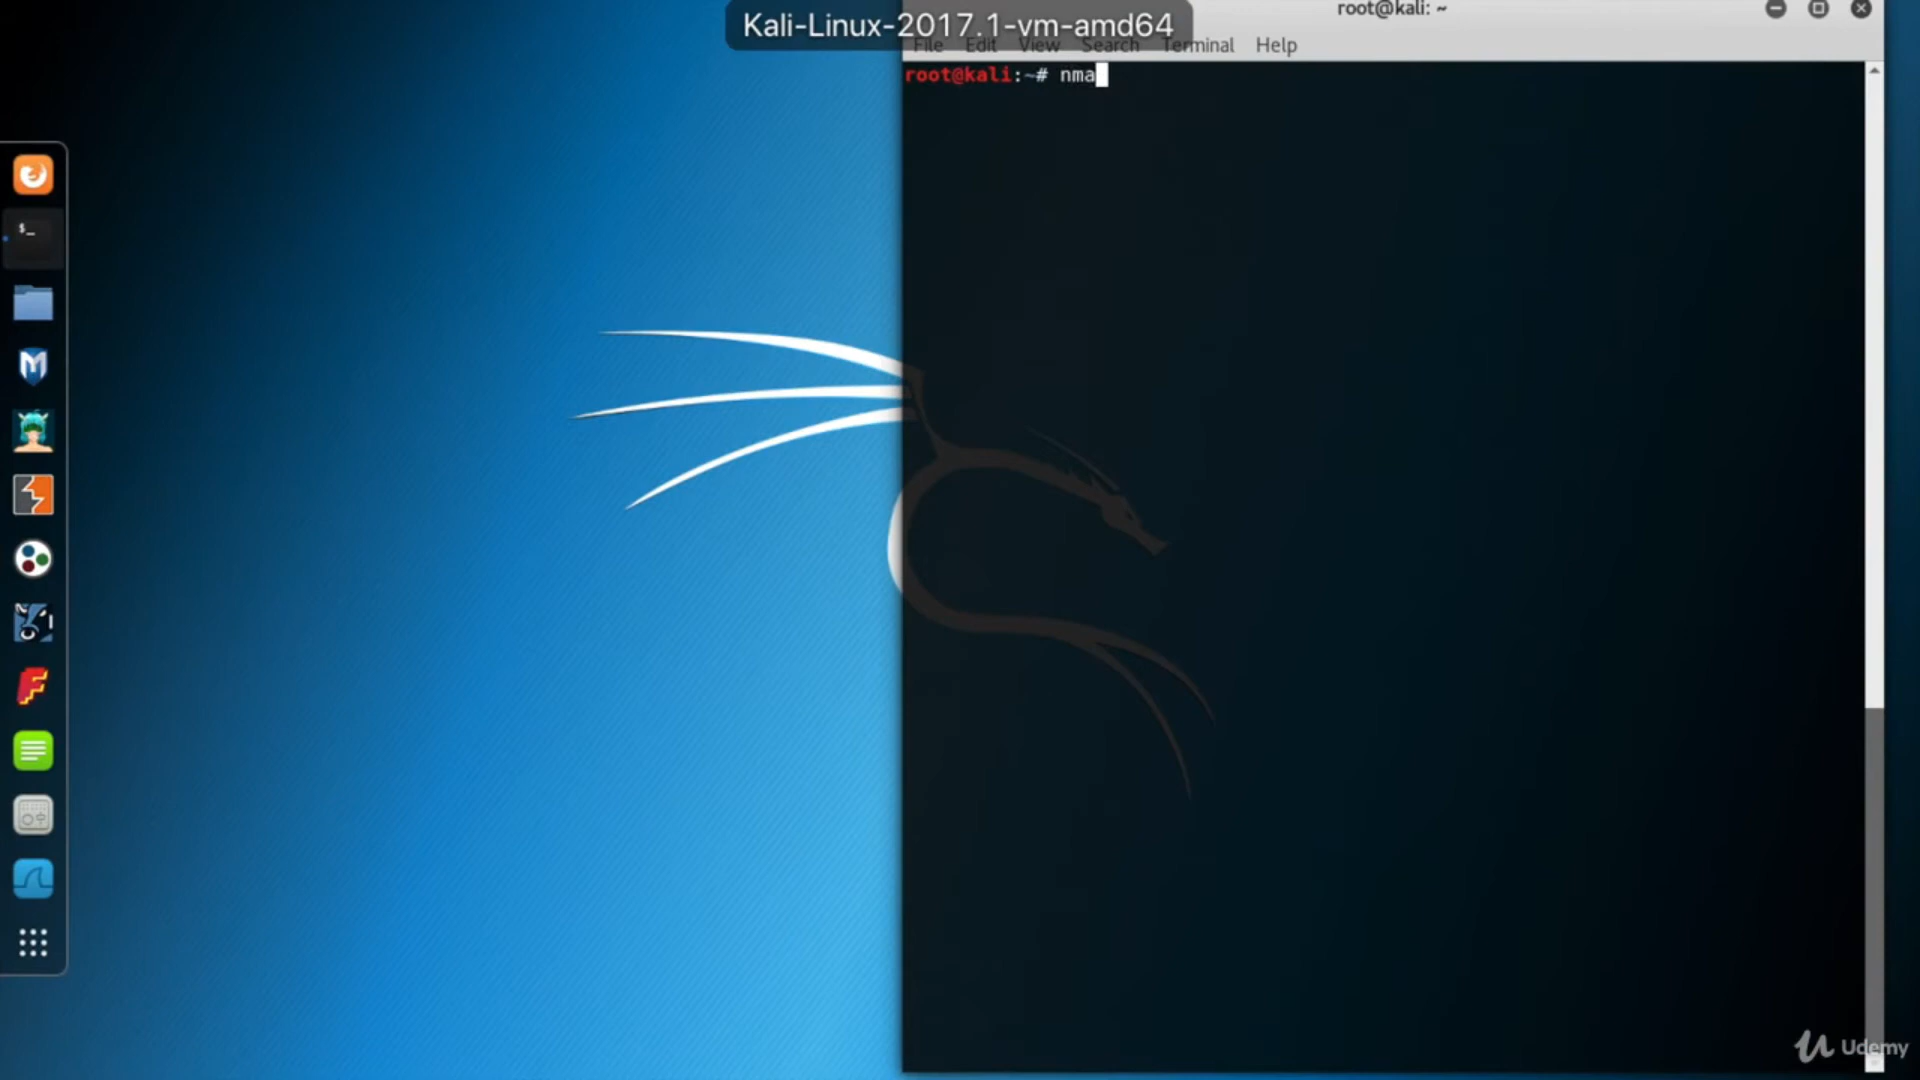 Kali-Linux-2017.1-vm-amd64
root@kali: ~
File Edit View Search Terminal Help
root@kali:~# nma
$_
Udemy